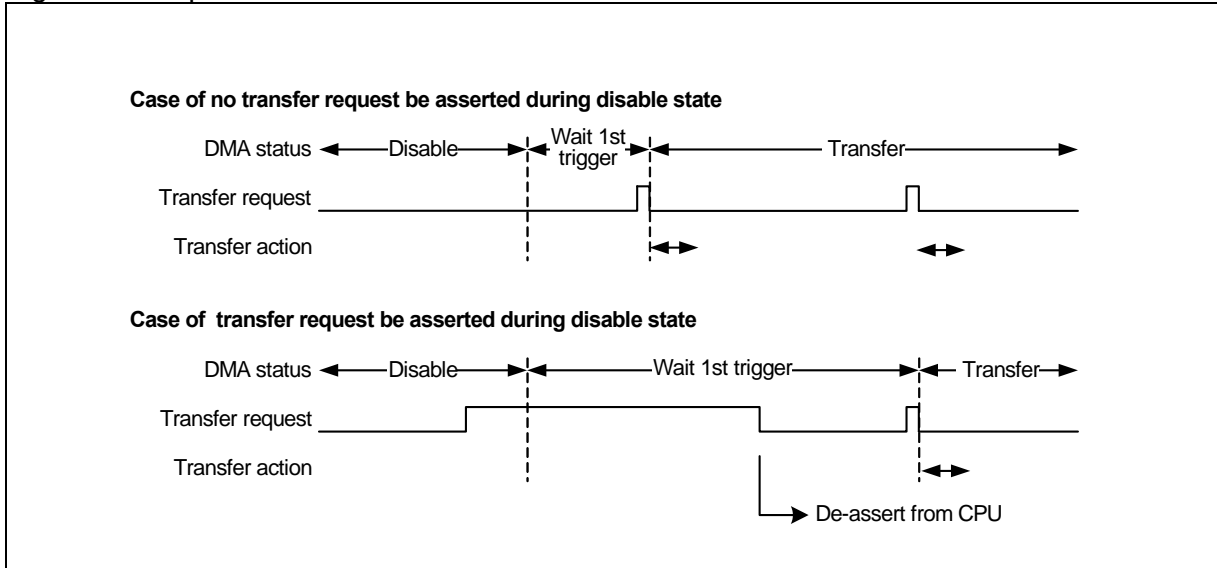 Case of no transfer request be asserted during disable state
DMA status Disable Wait 1st trigger Transfer
Transfer request
Transfer action
Case of transfer request be asserted during disable state
DMA status Disable Wait 1st trigger Transfer
Transfer request
Transfer action
De-assert from CPU